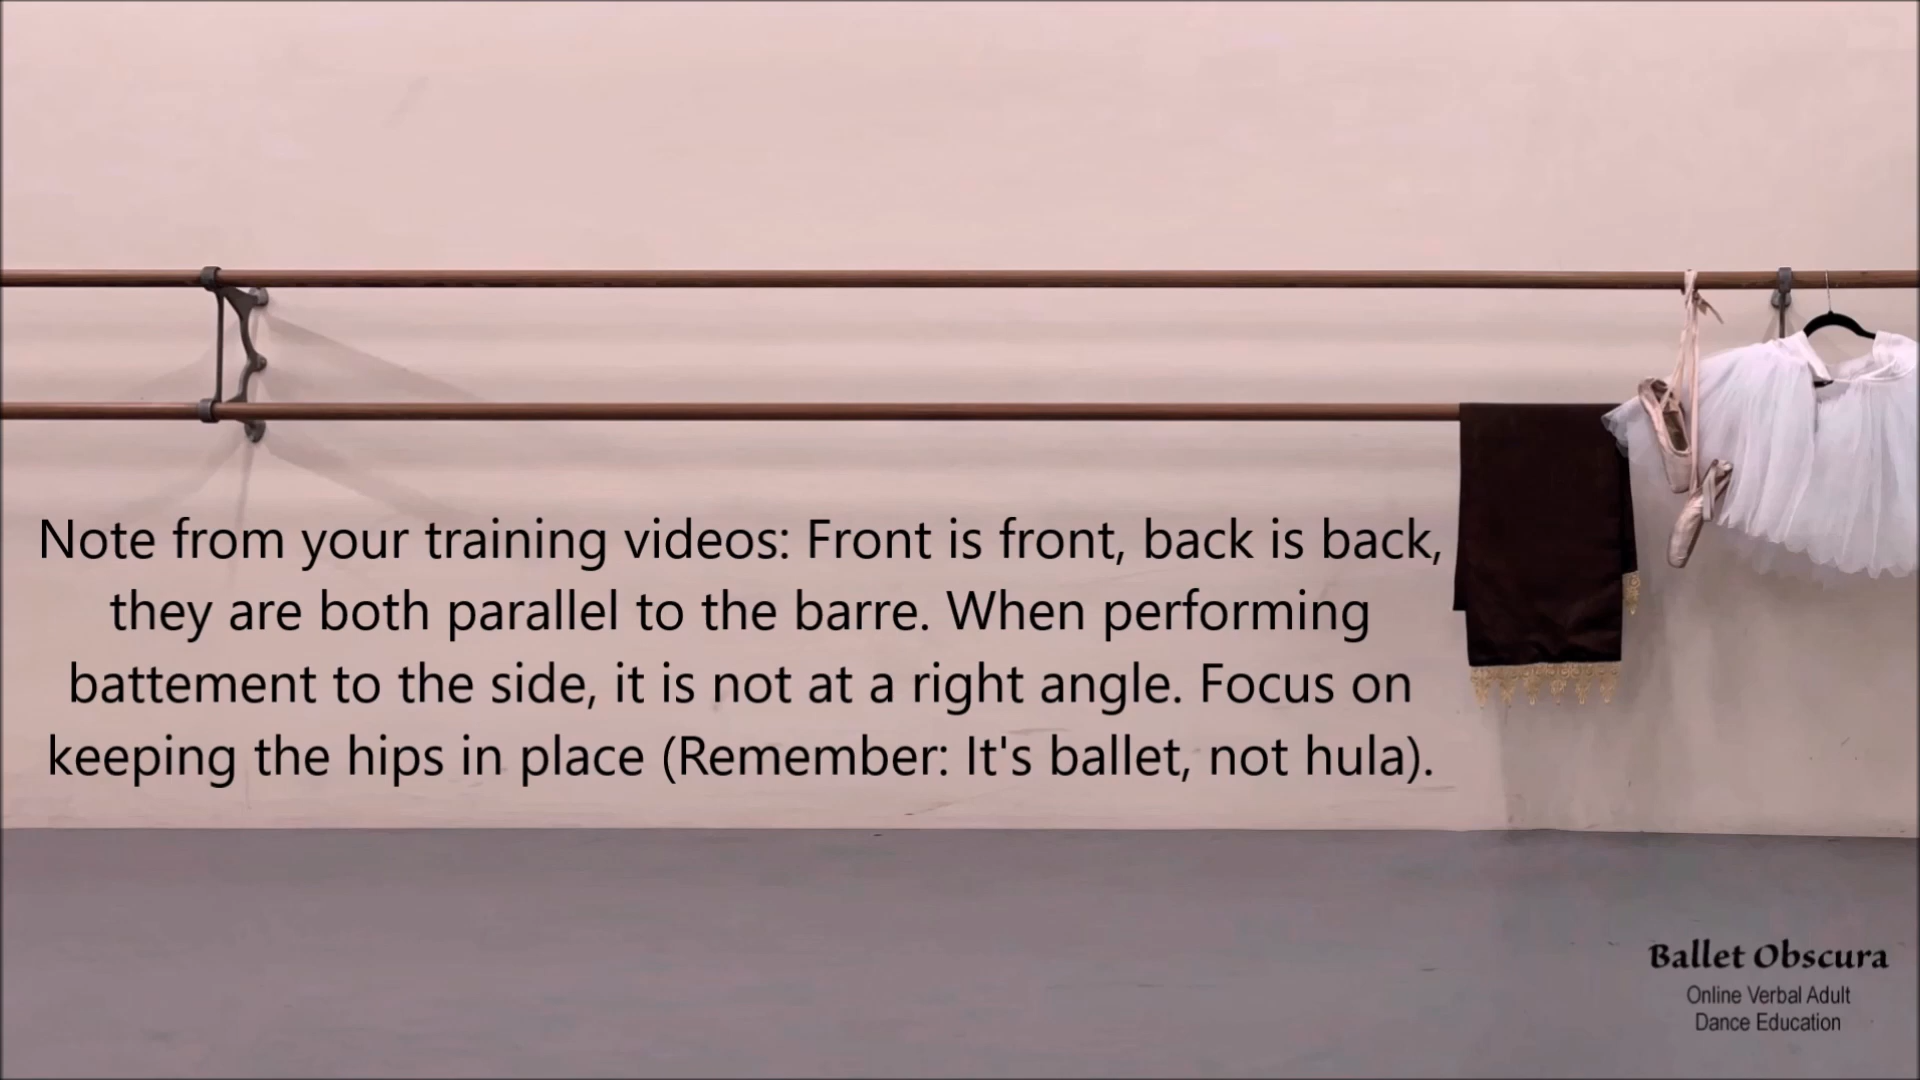 Note from your training videos: Front is front, back is back,
they are both parallel to the barre. When performing
battement to the side, it is not at a right angle. Focus on
keeping the hips in place (Remember: It's ballet, not hula).
Ballet Obscura
Online Verbal Adult
Dance Education